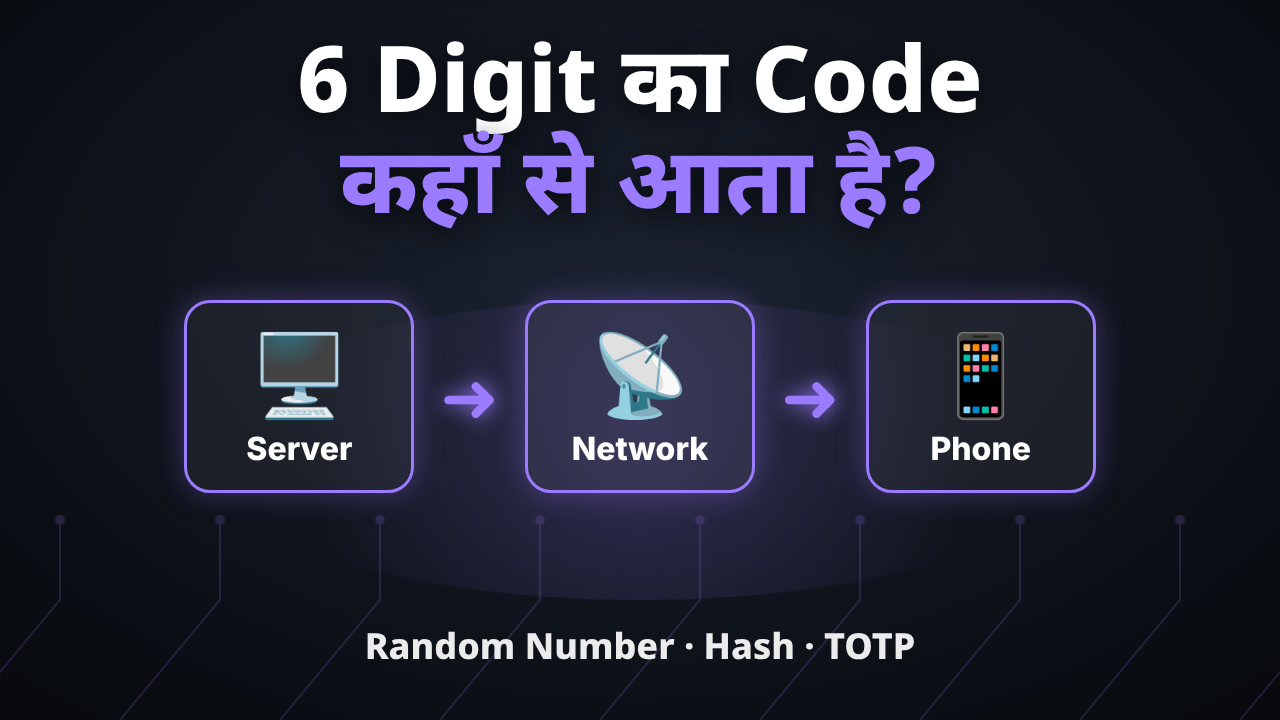 6 Digit का Code
कहाँ से आता है?
Server
Network
Phone
Random Number · Hash · TOTP